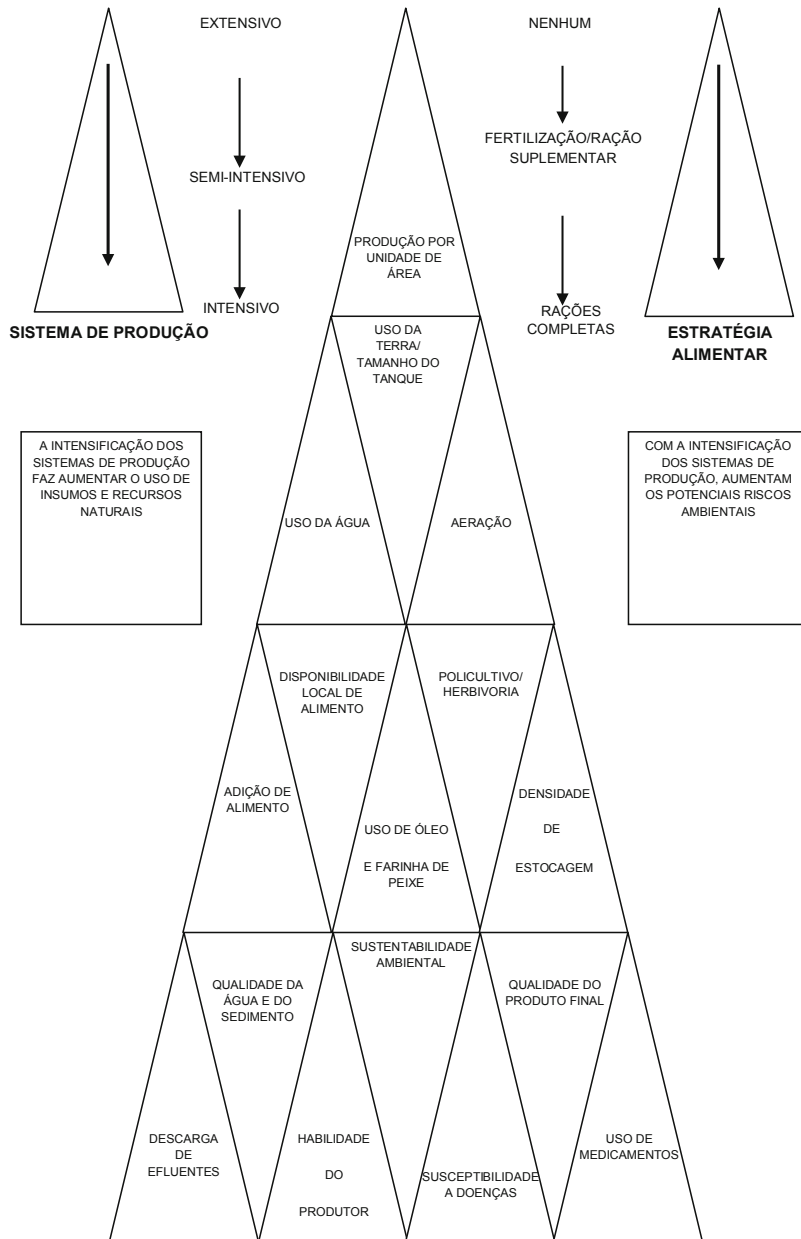 EXTENSIVO
NENHUM
FERTILIZAÇÃO/RAÇÃO
SUPLEMENTAR
SEMI-INTENSIVO
PRODUÇÃO POR
UNIDADE DE
ÁREA
INTENSIVO
RAÇÕES
COMPLETAS
SISTEMA DE PRODUÇÃO
ESTRATÉGIA
ALIMENTAR
USO DA
TERRA/
TAMANHO DO
TANQUE
A INTENSIFICAÇÃO DOS
SISTEMAS DE PRODUÇÃO
FAZ AUMENTAR O USO DE
INSUMOS E RECURSOS
NATURAIS
COM A INTENSIFICAÇÃO
DOS SISTEMAS DE
PRODUÇÃO, AUMENTAM
OS POTENCIAIS RISCOS
AMBIENTAIS
USO DA ÁGUA
AERAÇÃO
DISPONIBILIDADE
LOCAL DE
ALIMENTO
POLICULTIVO/
HERBIVORIA
ADIÇÃO DE
ALIMENTO
USO DE ÓLEO
E FARINHA DE
PEIXE
DENSIDADE
DE
ESTOCAGEM
QUALIDADE DA
ÁGUA E DO
SEDIMENTO
SUSTENTABILIDADE
AMBIENTAL
QUALIDADE DO
PRODUTO FINAL
DESCARGA
DE
EFLUENTES
HABILIDADE
DO
PRODUTOR
SUSCEPTIBILIDADE
A DOENÇAS
USO DE
MEDICAMENTOS